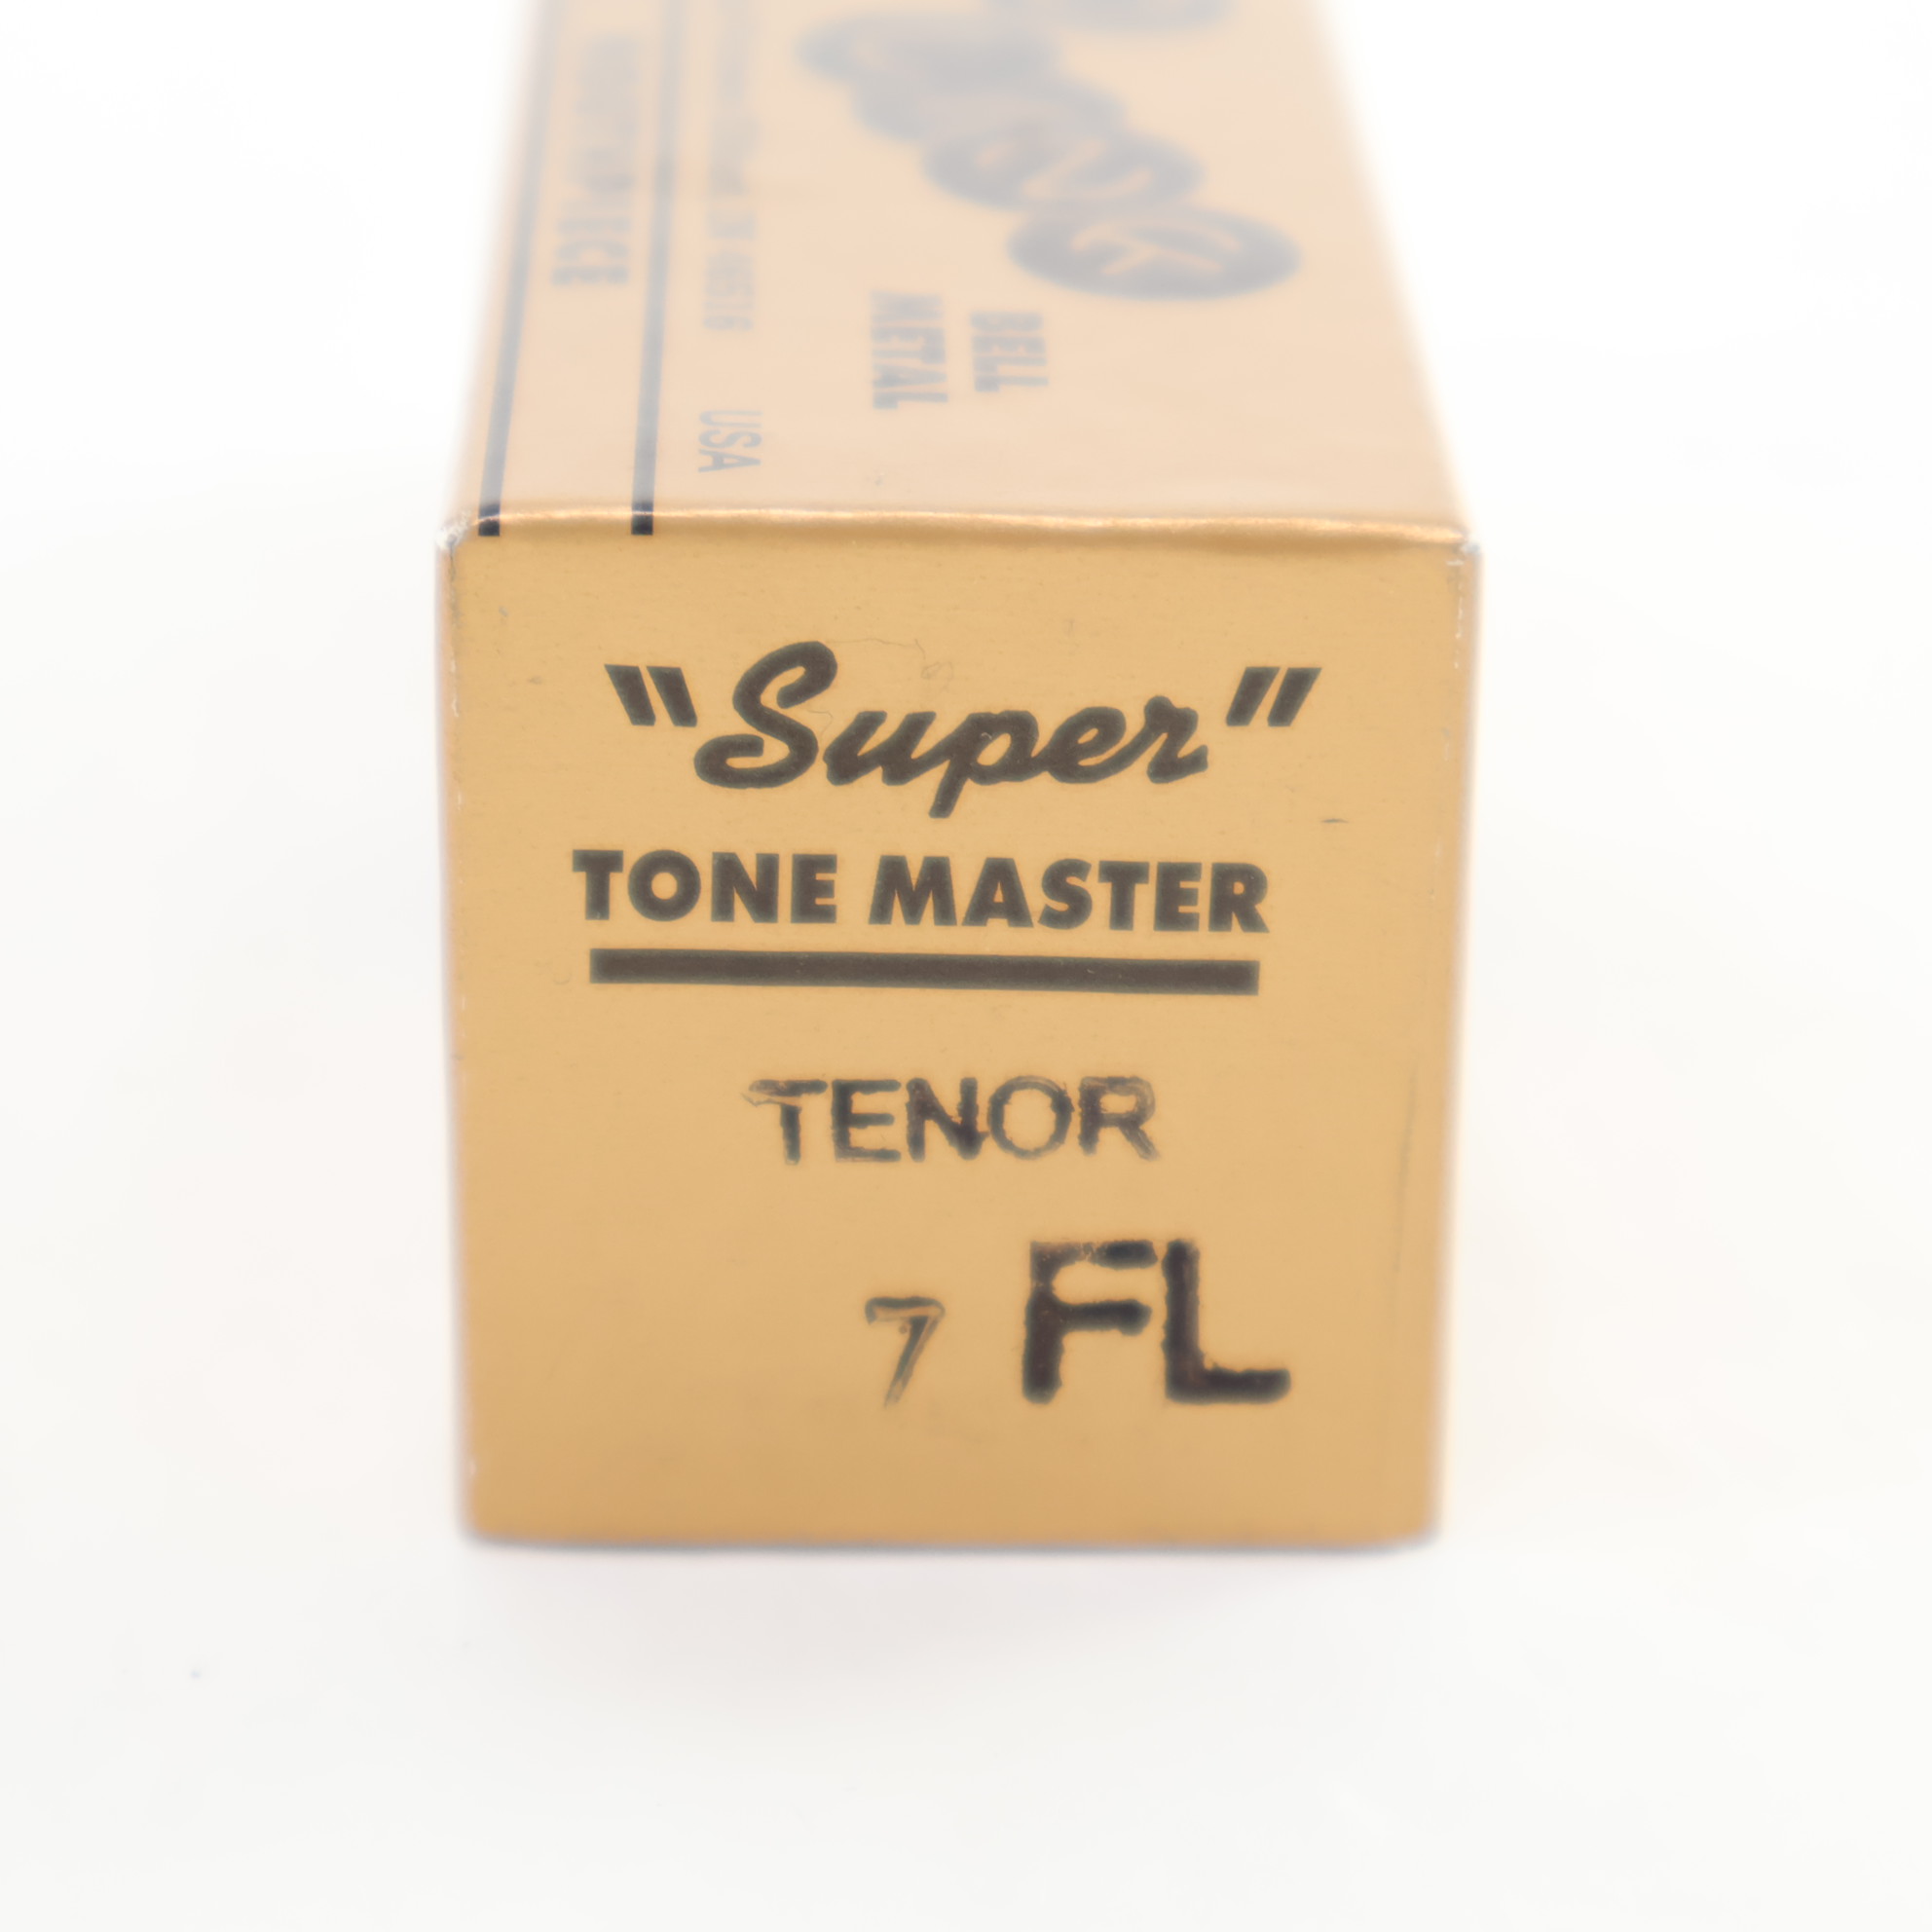 BELL
METAL
USA
"Super"
TONE MASTER
TENOR
7 FL